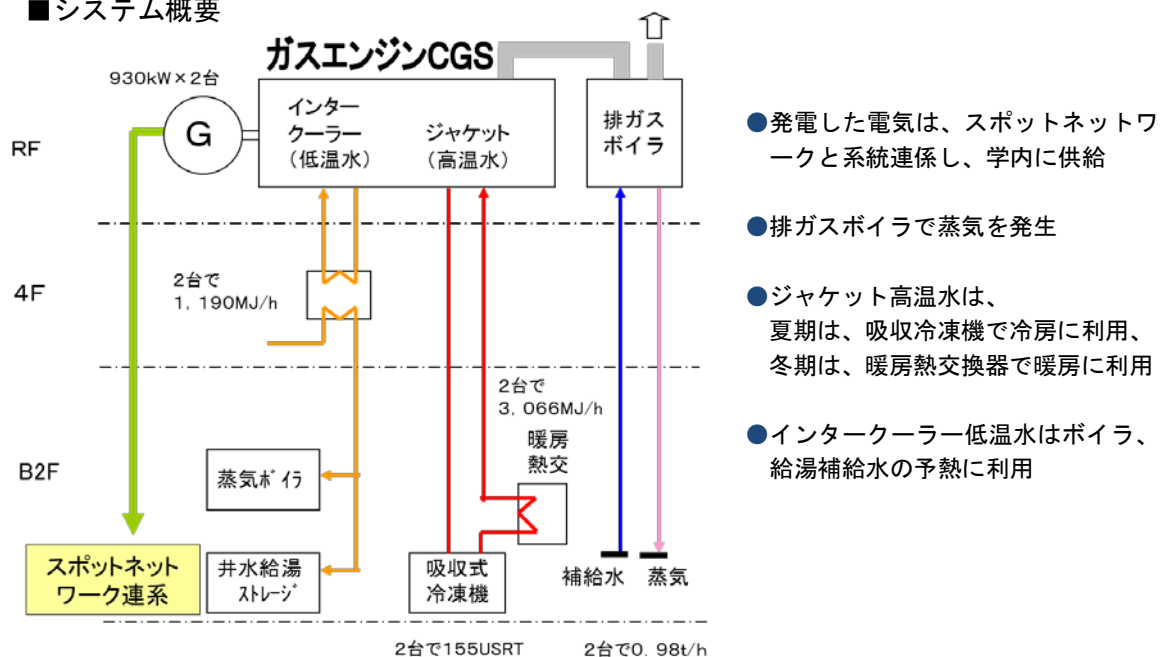 ■システム概要
ガスエンジンCGS
930kW×2台
G
インター
クーラー
（低温水）
ジャケット
（高温水）
排ガス
ボイラ
RF
4F
2台で
1，190MJ/h
2台で
3，066MJ/h
暖房
熱交
B2F
蒸気ﾎﾞｲﾗ
スポットネット
ワーク連系
井水給湯
ｽﾄﾚｰｼﾞ
吸収式
冷凍機
補給水
蒸気
2台で155USRT
2台で0．98t/h
●発電した電気は、スポットネットワ
ークと系統連係し、学内に供給
●排ガスボイラで蒸気を発生
●ジャケット高温水は、
夏期は、吸収冷凍機で冷房に利用、
冬期は、暖房熱交換器で暖房に利用
●インタークーラー低温水はボイラ、
給湯補給水の予熱に利用